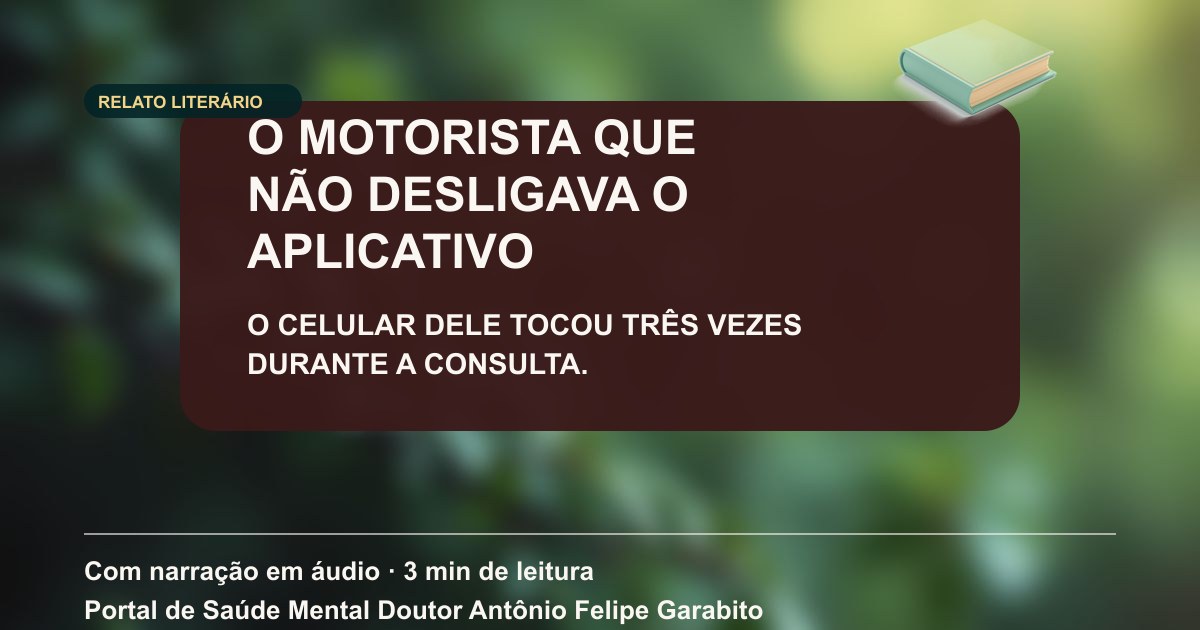 RELATO LITERÁRIO
O MOTORISTA QUE
NÃO DESLIGAVA O
APLICATIVO
O CELULAR DELE TOCOU TRÊS VEZES
DURANTE A CONSULTA.
Com narração em áudio · 3 min de leitura
Portal de Saúde Mental Doutor Antônio Felipe Garabito